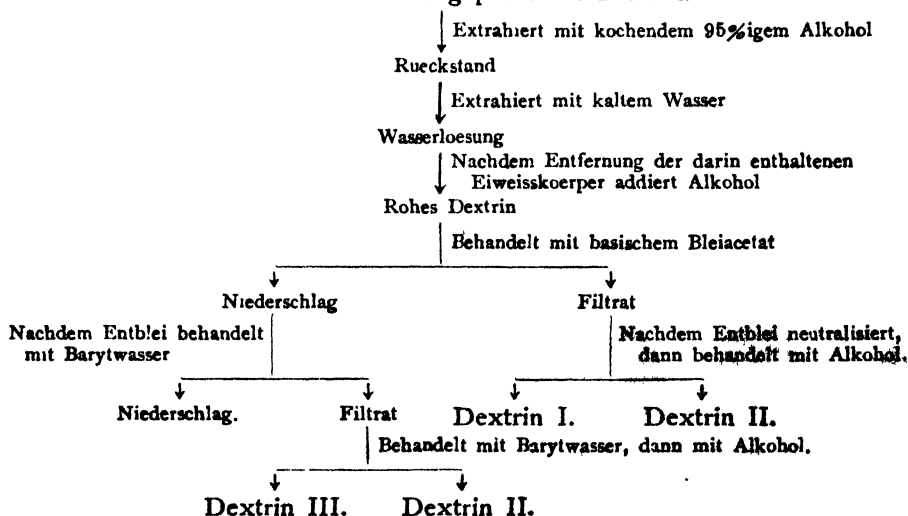 Extrahiert mit kochendem 95%igem Alkohol
Rueckstand
Extrahiert mit kaltem Wasser
Wasserloesung
Nachdem Entfernung der darin enthaltenen
Eiweisskoerper addiert Alkohol
Rohes Dextrin
Behandelt mit basischem Bleiacetat
Niederschlag
Filtrat
Nachdem Entblei behandelt
mit Barytwasser
Nachdem Entblei neutralisiert,
dann behandelt mit Alkohol.
Niederschlag.
Filtrat
Dextrin I.
Dextrin II.
Behandelt mit Barytwasser, dann mit Alkohol.
Dextrin III.
Dextrin II.